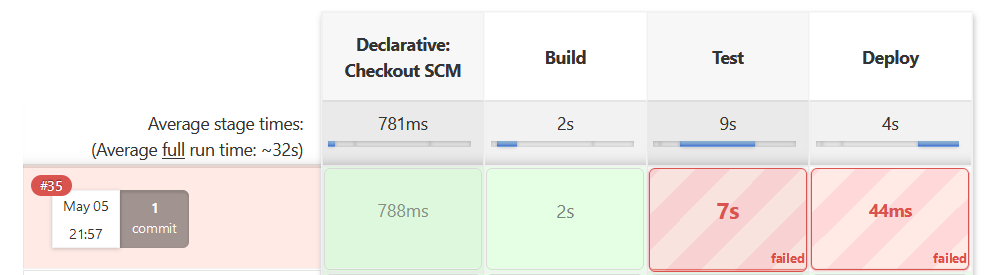 Declarative:
Checkout SCM
Build
Test
Deploy
Average stage times:
(Average full run time: ~32s)
781ms
2s
9s
4s
#35
May 05
21:57
1
commit
788ms
2s
7s
failed
44ms
failed